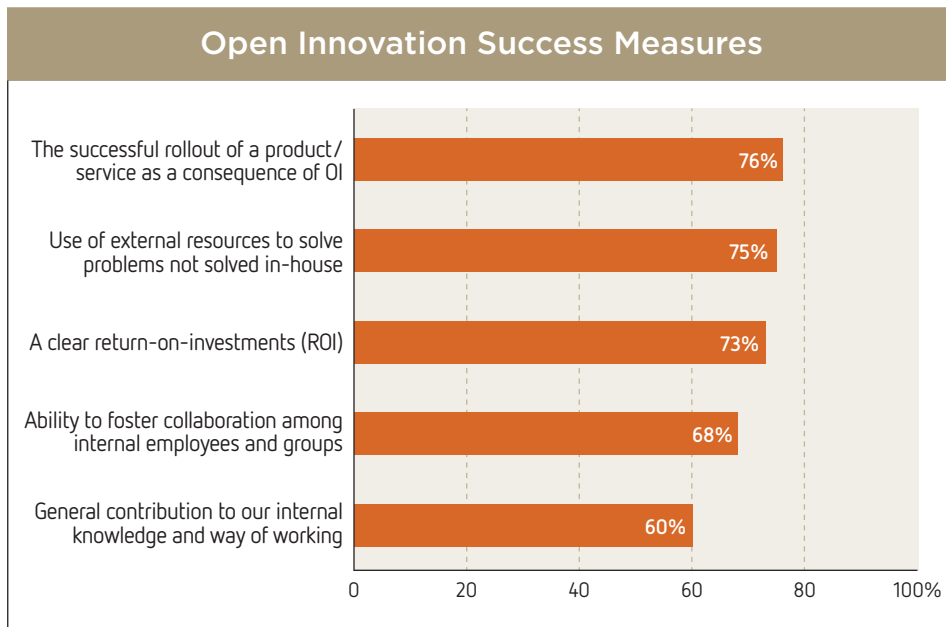 Open Innovation Success Measures
The successful rollout of a product/
service as a consequence of OI
76%
Use of external resources to solve
problems not solved in-house
75%
A clear return-on-investments (ROI)
73%
Ability to foster collaboration among
internal employees and groups
68%
General contribution to our internal
knowledge and way of working
60%
0 20 40 60 80 100%